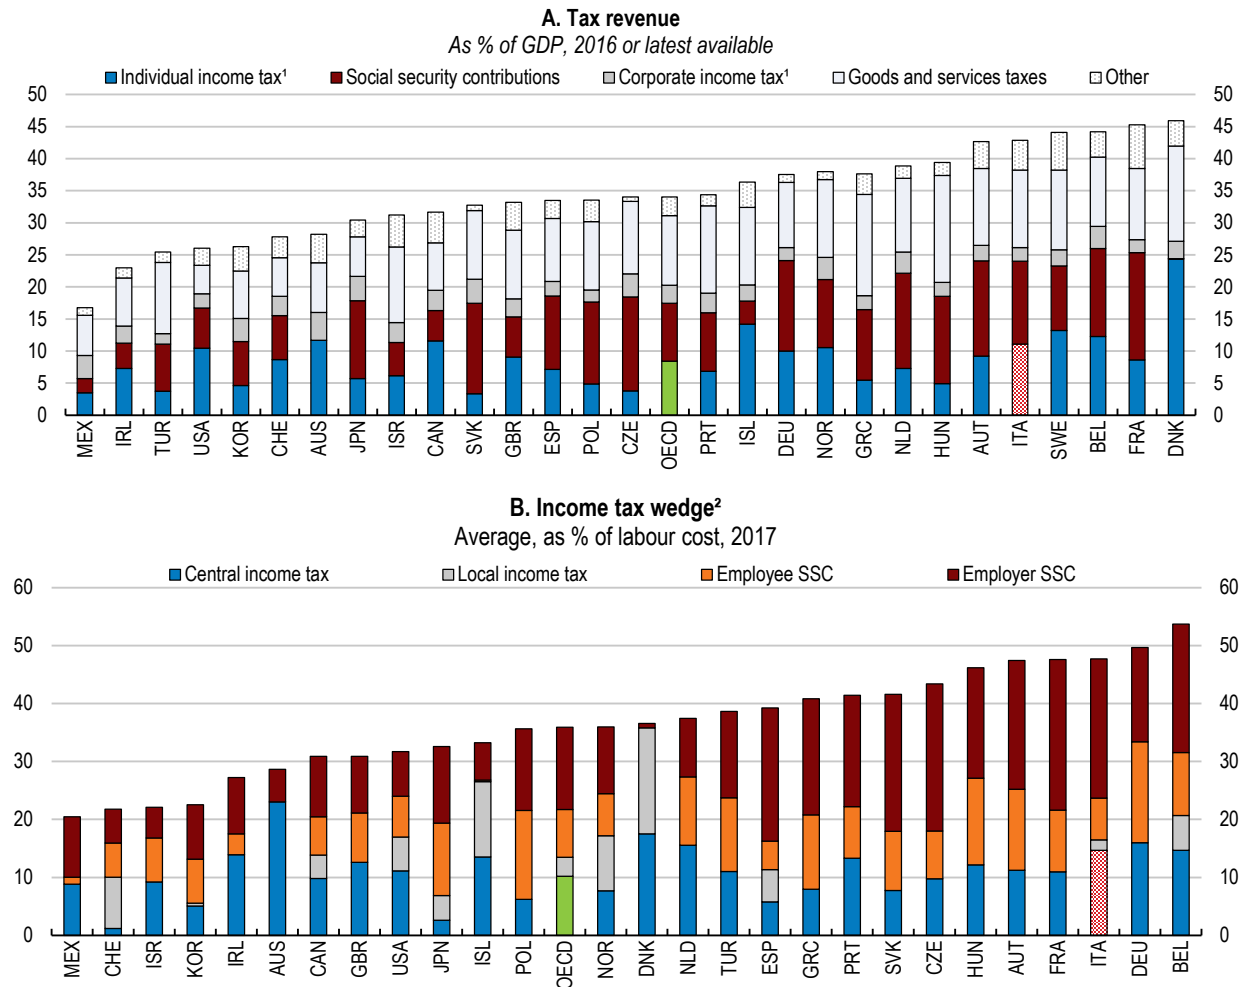 A. Tax revenue
As % of GDP, 2016 or latest available
Individual income tax¹ Social security contributions Corporate income tax¹ Goods and services taxes Other
50 50
45 45
40 40
35 35
30 30
25 25
20 20
15 15
10 10
5 5
0 0
MEX IRL TUR USA KOR CHE AUS JPN ISR CAN SVK GBR ESP POL CZE OECD PRT ISL DEU NOR GRC NLD HUN AUT ITA SWE BEL FRA DNK
B. Income tax wedge²
Average, as % of labour cost, 2017
Central income tax Local income tax Employee SSC Employer SSC
60 60
50 50
40 40
30 30
20 20
10 10
0 0
MEX CHE ISR KOR IRL AUS CAN GBR USA JPN ISL POL OECD NOR DNK NLD TUR ESP GRC PRT SVK CZE HUN AUT FRA ITA DEU BEL